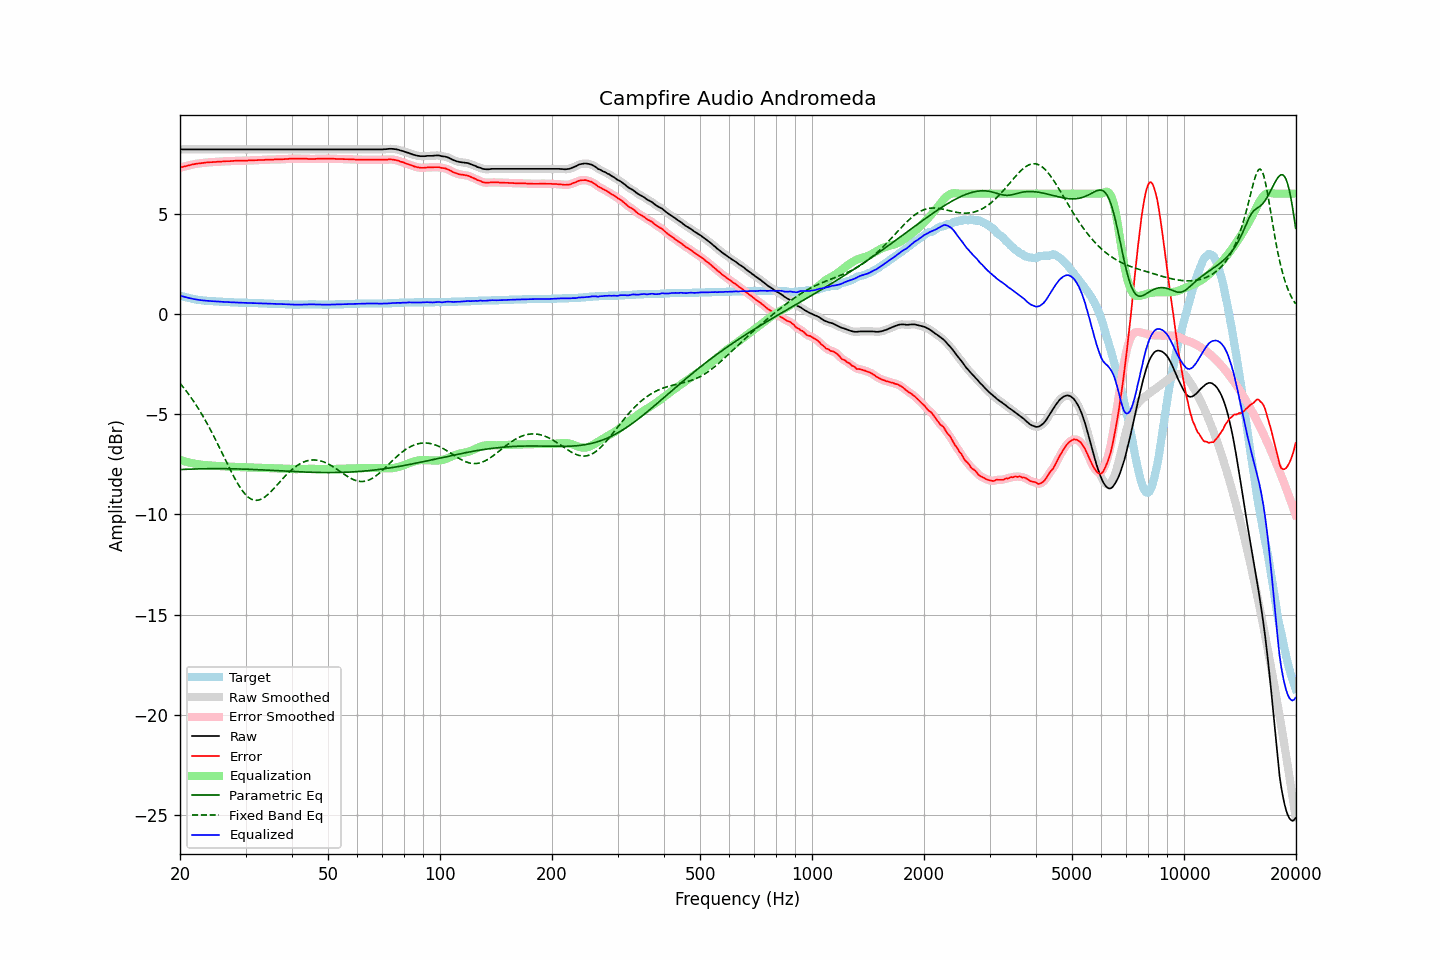 Campfire Audio Andromeda
Amplitude (dBr)
5
0
−5
−10
−15
−20
−25
Target
Raw Smoothed
Error Smoothed
Raw
Error
Equalization
Parametric Eq
Fixed Band Eq
Equalized
20 50 100 200 500 1000 2000 5000 10000 20000
Frequency (Hz)